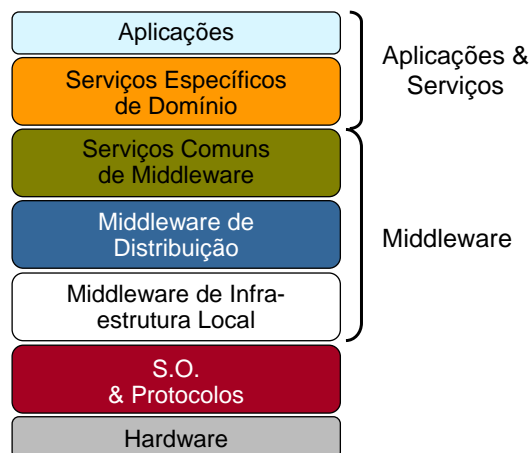 Aplicações
Serviços Específicos
de Domínio
Aplicações &
Serviços
Serviços Comuns
de Middleware
Middleware de
Distribuição
Middleware
Middleware de Infra-
estrutura Local
S.O.
& Protocolos
Hardware